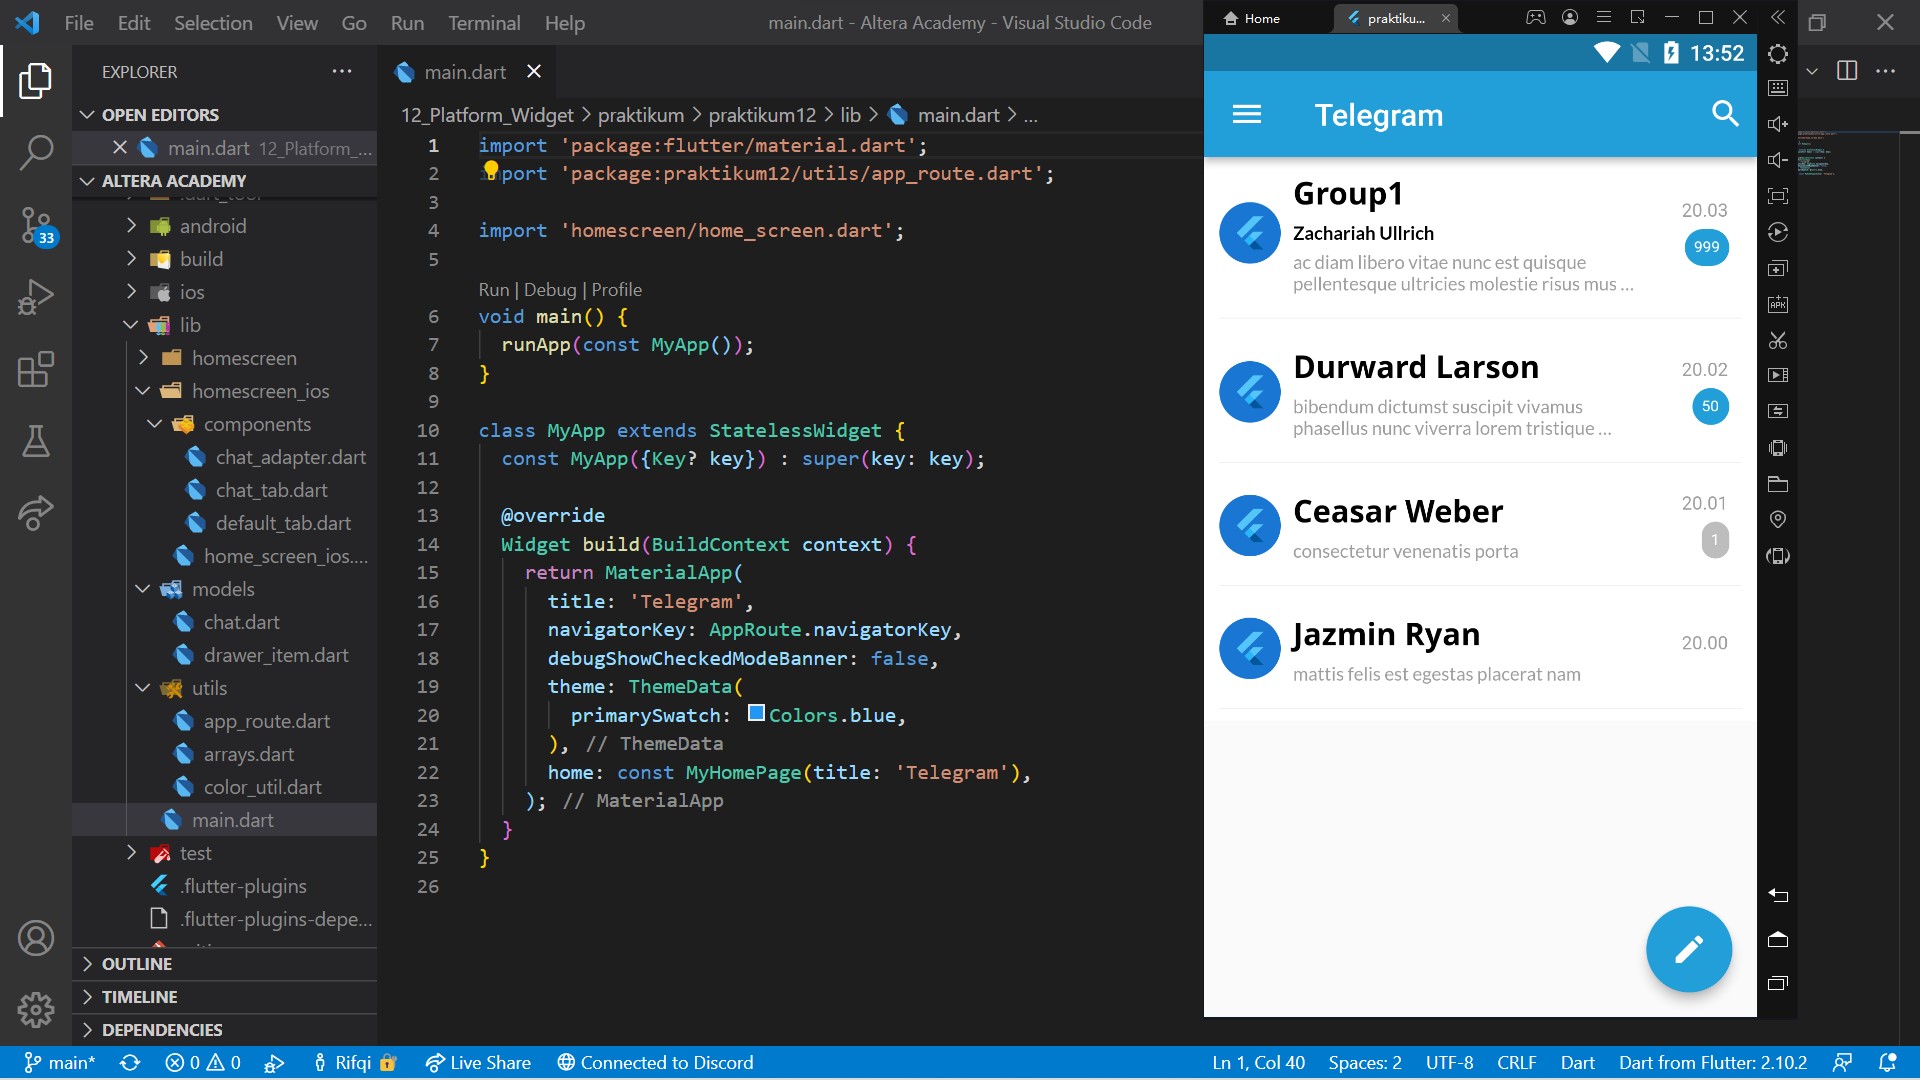 File Edit Selection View Go Run Terminal Help
main.dart - Altera Academy - Visual Studio Code
EXPLORER
OPEN EDITORS
main.dart 12_Platform_...
ALTERA ACADEMY
android
build
ios
lib
homescreen
homescreen_ios
components
chat_adapter.dart
chat_tab.dart
default_tab.dart
home_screen_ios....
models
chat.dart
drawer_item.dart
utils
app_route.dart
arrays.dart
color_util.dart
main.dart
test
.flutter-plugins
.flutter-plugins-depe...
OUTLINE
TIMELINE
DEPENDENCIES
33
main.dart
12_Platform_Widget > praktikum > praktikum12 > lib > main.dart > ...
1 import 'package:flutter/material.dart';
2 import 'package:praktikum12/utils/app_route.dart';
3
4 import 'homescreen/home_screen.dart';
5
Run | Debug | Profile
6 void main() {
7 runApp(const MyApp());
8 }
9
10 class MyApp extends StatelessWidget {
11 const MyApp({Key? key}) : super(key: key);
12
13 @override
14 Widget build(BuildContext context) {
15 return MaterialApp(
16 title: 'Telegram',
17 navigatorKey: AppRoute.navigatorKey,
18 debugShowCheckedModeBanner: false,
19 theme: ThemeData(
20 primarySwatch: Colors.blue,
21 ), // ThemeData
22 home: const MyHomePage(title: 'Telegram'),
23 ); // MaterialApp
24 }
25 }
26
Home
praktiku...
13:52
Telegram
Group1
20.03
Zachariah Ullrich
999
ac diam libero vitae nunc est quisque
pellentesque ultricies molestie risus mus ...
Durward Larson
20.02
50
bibendum dictumst suscipit vivamus
phasellus nunc viverra lorem tristique ...
Ceasar Weber
20.01
1
consectetur venenatis porta
Jazmin Ryan
20.00
mattis felis est egestas placerat nam
APK
main* 0 0 Rifqi Live Share Connected to Discord
Ln 1, Col 40 Spaces: 2 UTF-8 CRLF Dart Dart from Flutter: 2.10.2